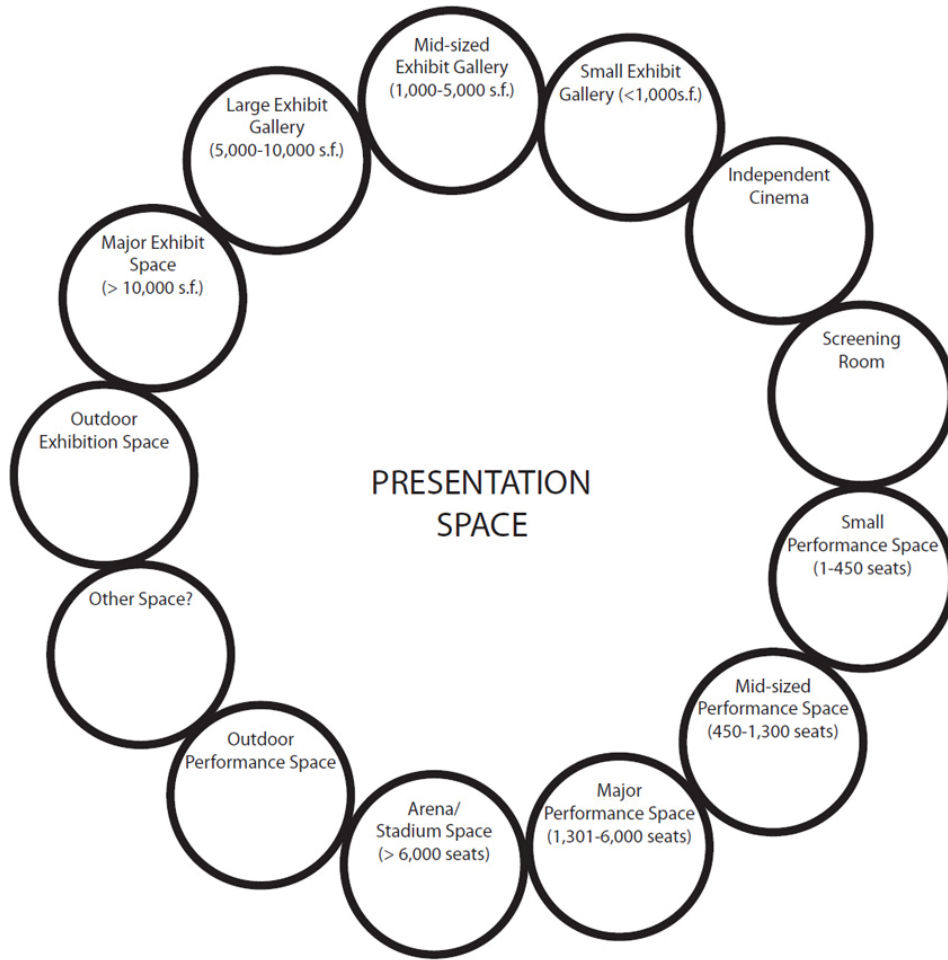 Mid-sized
Exhibit Gallery
(1,000-5,000 s.f.)
Small Exhibit
Gallery (<1,000s.f.)
Independent
Cinema
Screening
Room
Small
Performance Space
(1-450 seats)
Mid-sized
Performance Space
(450-1,300 seats)
Major
Performance Space
(1,301-6,000 seats)
Arena/
Stadium Space
(> 6,000 seats)
Outdoor
Performance Space
Other Space?
Outdoor
Exhibition Space
Major Exhibit
Space
(> 10,000 s.f.)
Large Exhibit
Gallery
(5,000-10,000 s.f.)
PRESENTATION
SPACE